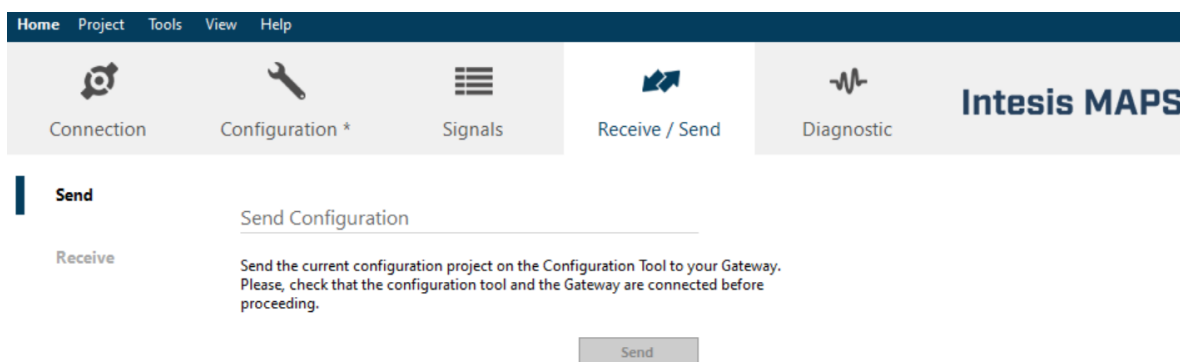 Home Project Tools View Help
Connection Configuration * Signals Receive / Send Diagnostic Intesis MAPS
Send
Send Configuration
Receive
Send the current configuration project on the Configuration Tool to your Gateway.
Please, check that the configuration tool and the Gateway are connected before
proceeding.
Send